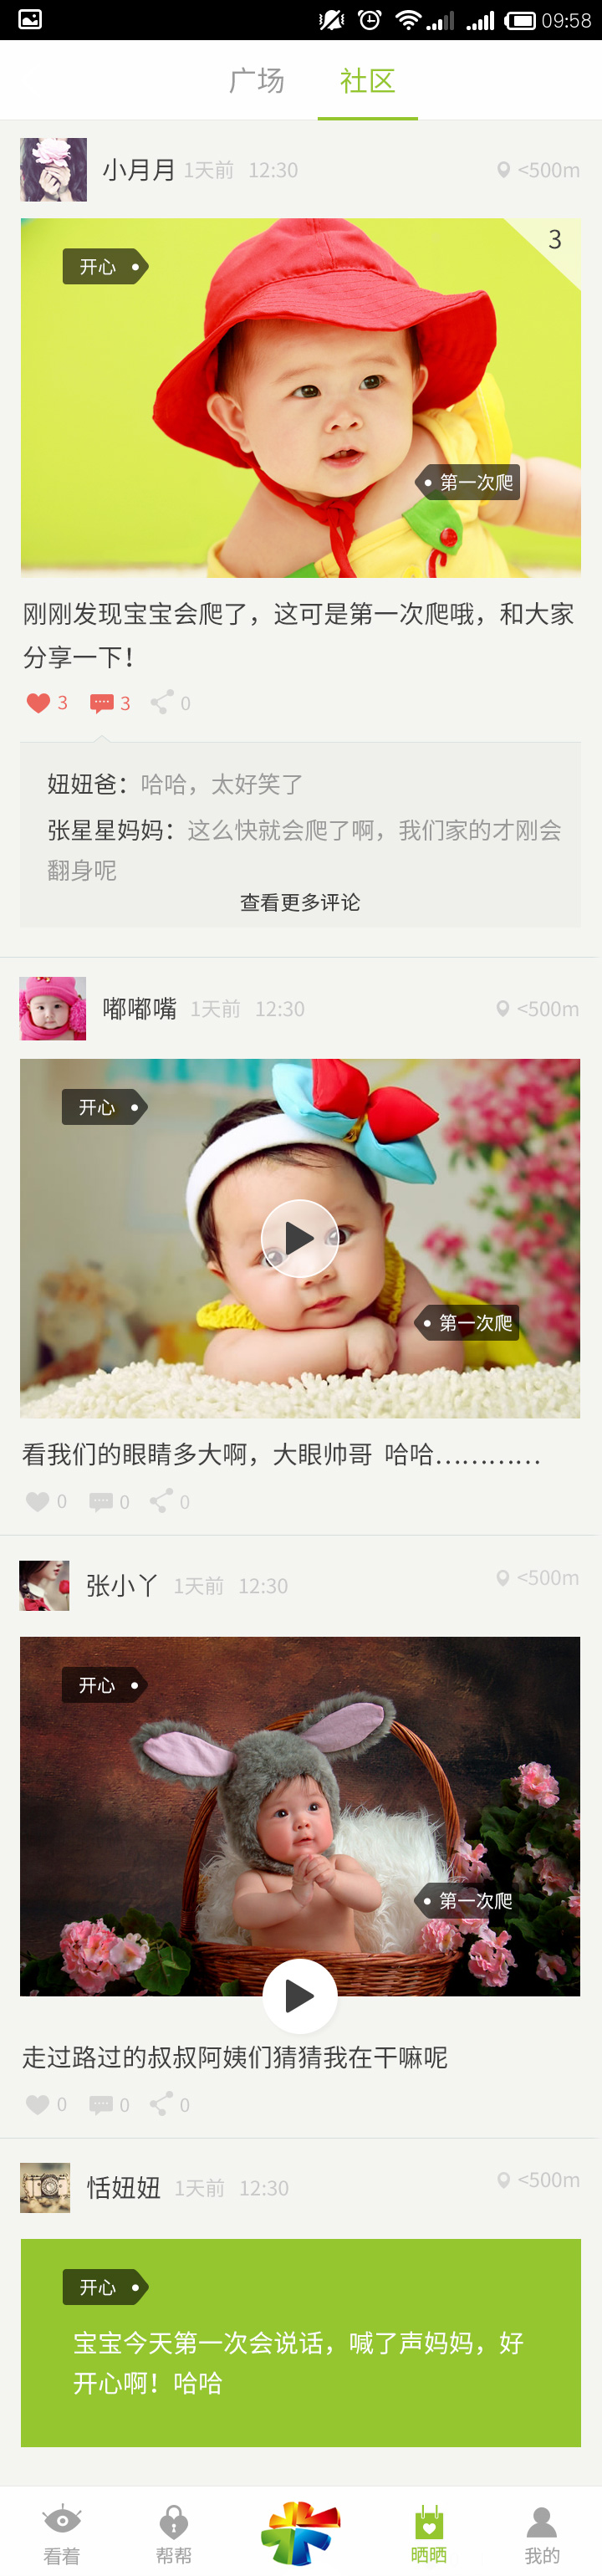 09:58
广场 社区
小月月 1天前 12:30 <500m
3
开心
第一次爬
刚刚发现宝宝会爬了，这可是第一次爬哦，和大家
分享一下！
3 3 0
妞妞爸：哈哈，太好笑了
张星星妈妈：这么快就会爬了啊，我们家的才刚会
翻身呢
查看更多评论
嘟嘟嘴 1天前 12:30 <500m
开心
第一次爬
看我们的眼睛多大啊，大眼帅哥 哈哈…………
0 0 0
张小丫 1天前 12:30 <500m
开心
第一次爬
走过路过的叔叔阿姨们猜猜我在干嘛呢
0 0 0
恬妞妞 1天前 12:30 <500m
开心
宝宝今天第一次会说话，喊了声妈妈，好
开心啊！哈哈
看着 帮帮 晒晒 我的